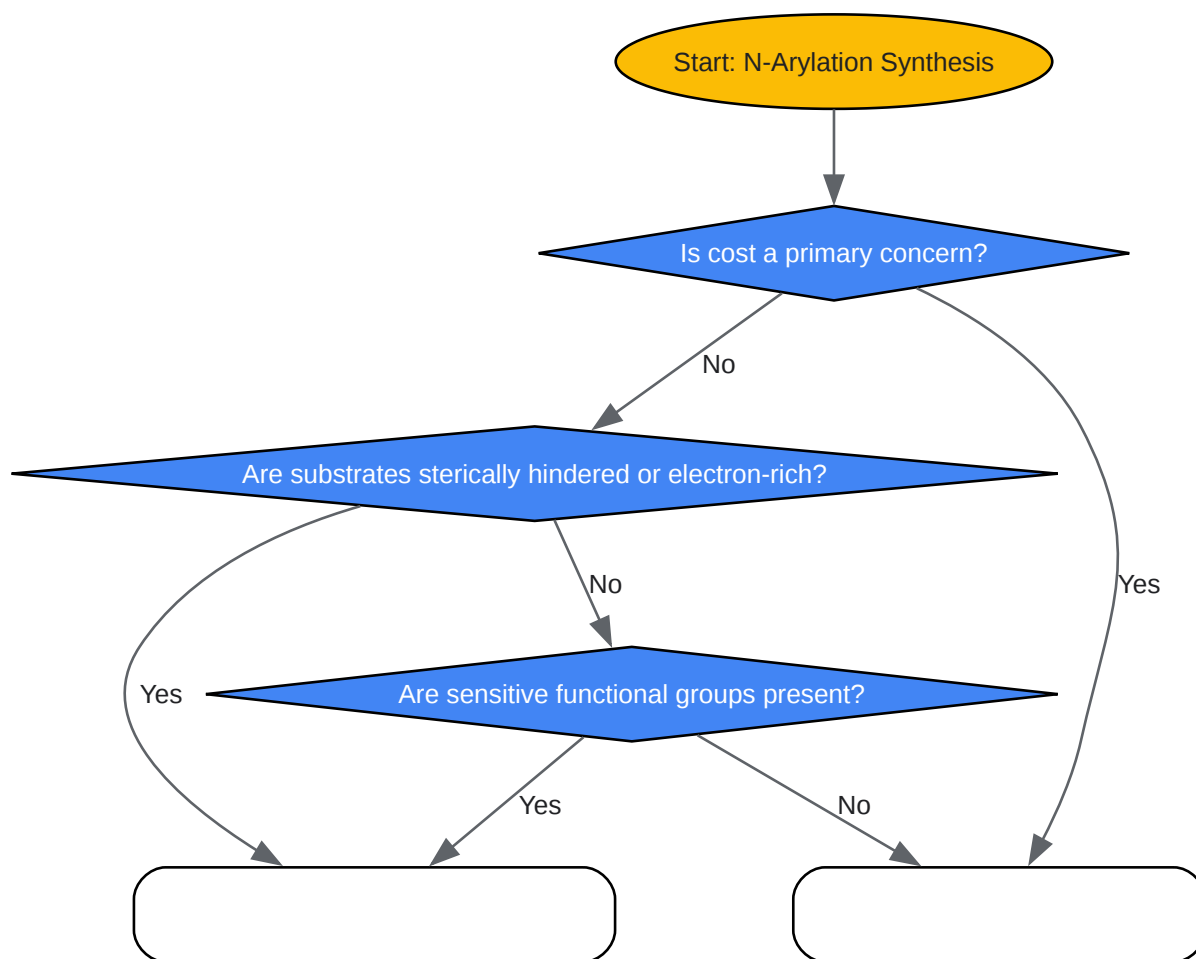 Start: N-Arylation Synthesis
Is cost a primary concern?
No
Are substrates sterically hindered or electron-rich?
No
Yes
Are sensitive functional groups present?
Yes
Yes
No